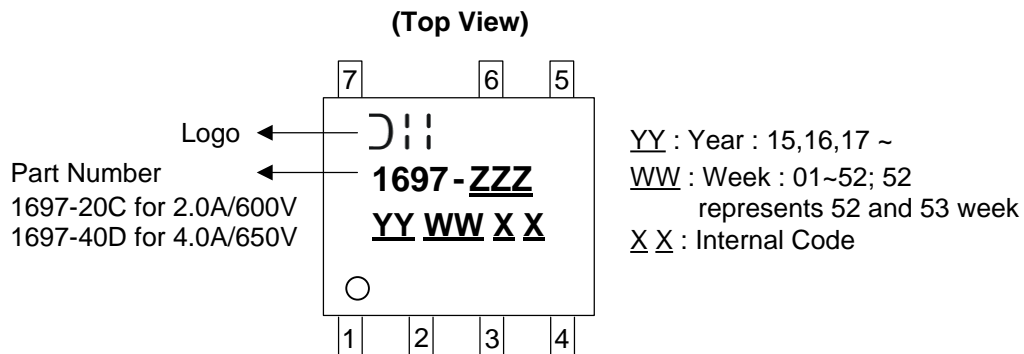 (Top View)
7 6 5
Logo
Part Number
1697-20C for 2.0A/600V
1697-40D for 4.0A/650V
1697-ZZZ
YY WW X X
YY : Year : 15,16,17 ~
WW : Week : 01~52; 52
represents 52 and 53 week
X X : Internal Code
1 2 3 4